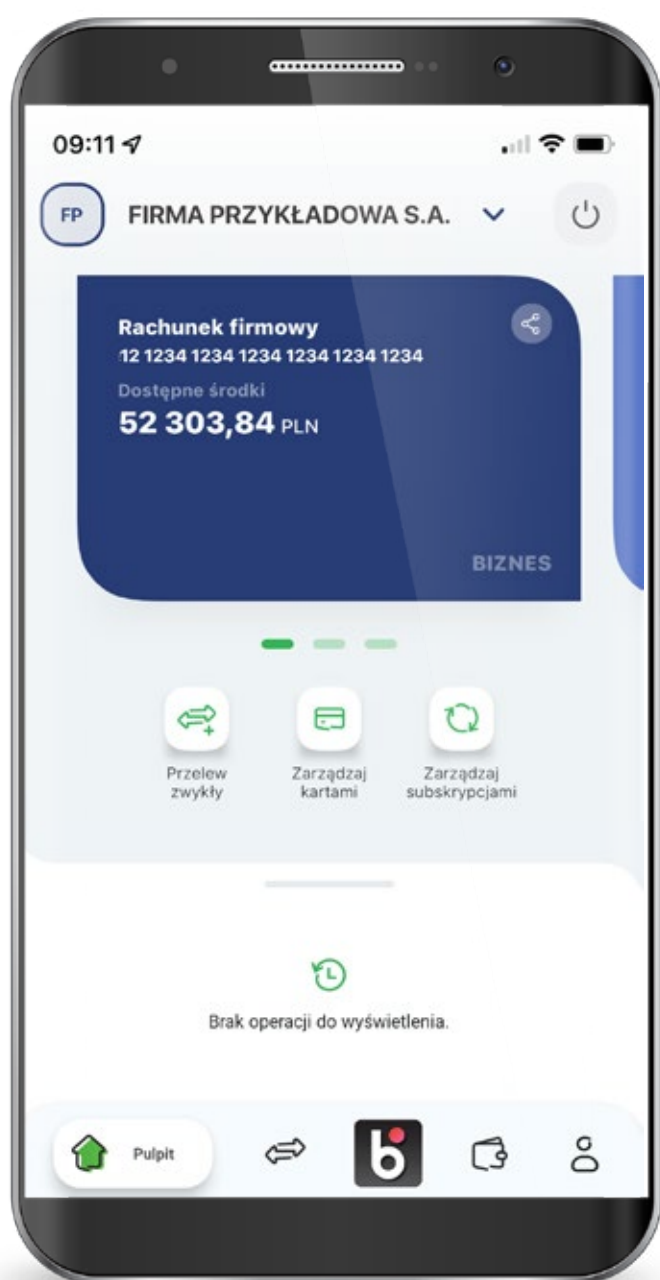 09:11
FP
FIRMA PRZYKŁADOWA S.A.
Rachunek firmowy
12 1234 1234 1234 1234 1234 1234
Dostępne środki
52 303,84 PLN
BIZNES
Przelew
zwykły
Zarządzaj
kartami
Zarządzaj
subskrypcjami
Brak operacji do wyświetlenia.
Pulpit
b